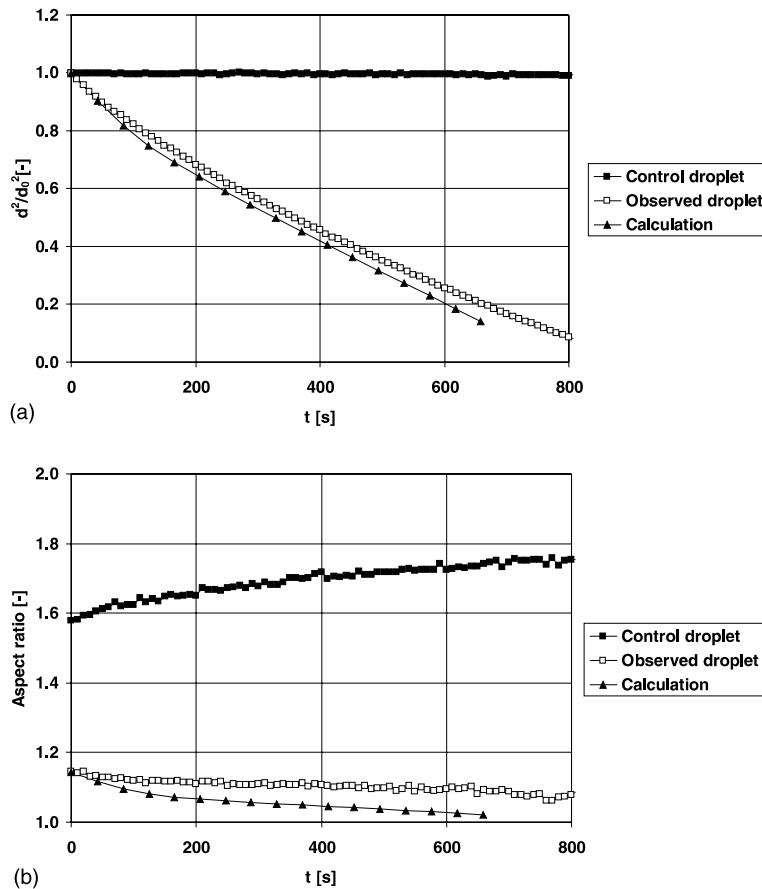 1.2
1.0
0.8
0.6
0.4
0.2
0.0
d²/d₀²[-]
0 200 400 600 800
t [s]
Control droplet
Observed droplet
Calculation
(a)
2.0
1.8
1.6
1.4
1.2
1.0
Aspect ratio [-]
0 200 400 600 800
t [s]
Control droplet
Observed droplet
Calculation
(b)